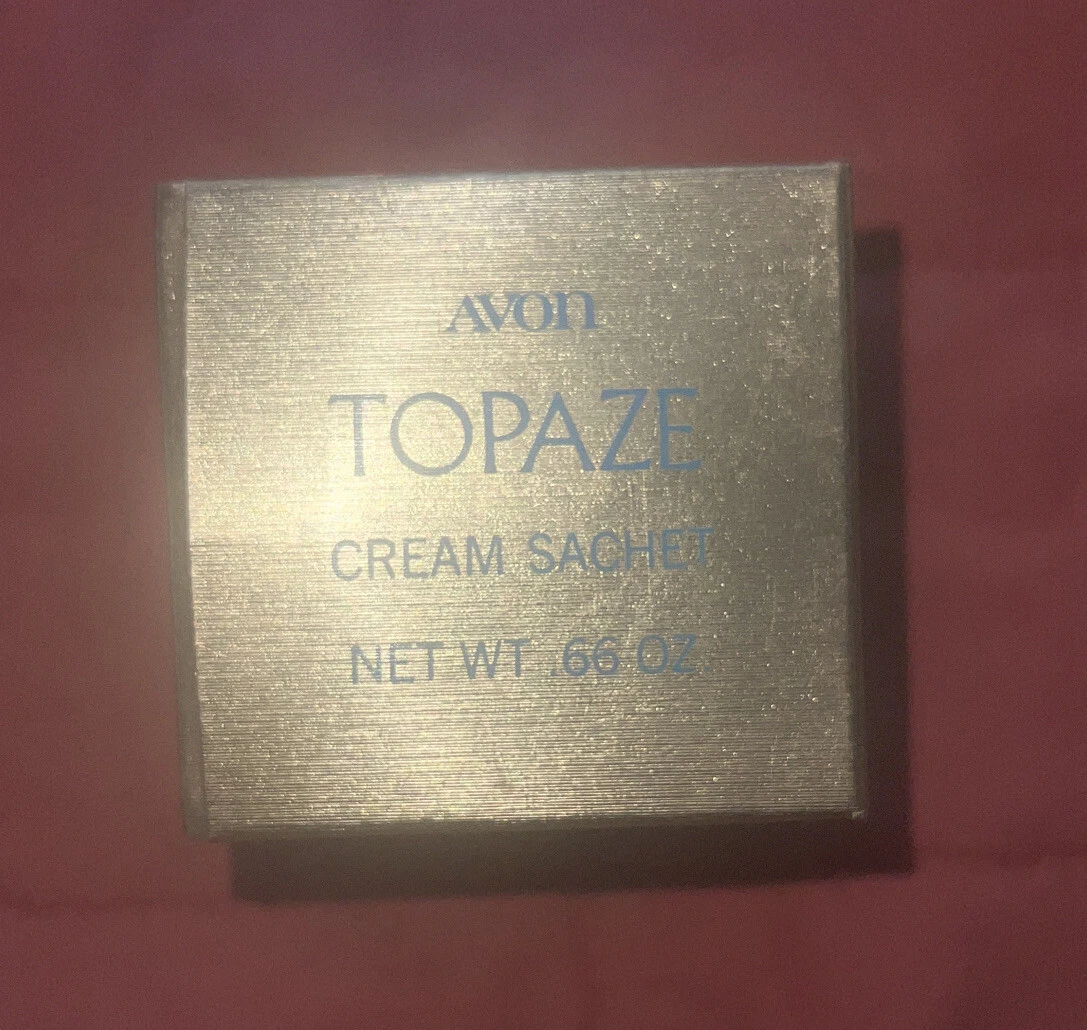 AVON
TOPAZE
CREAM SACHET
NET WT .66 OZ.